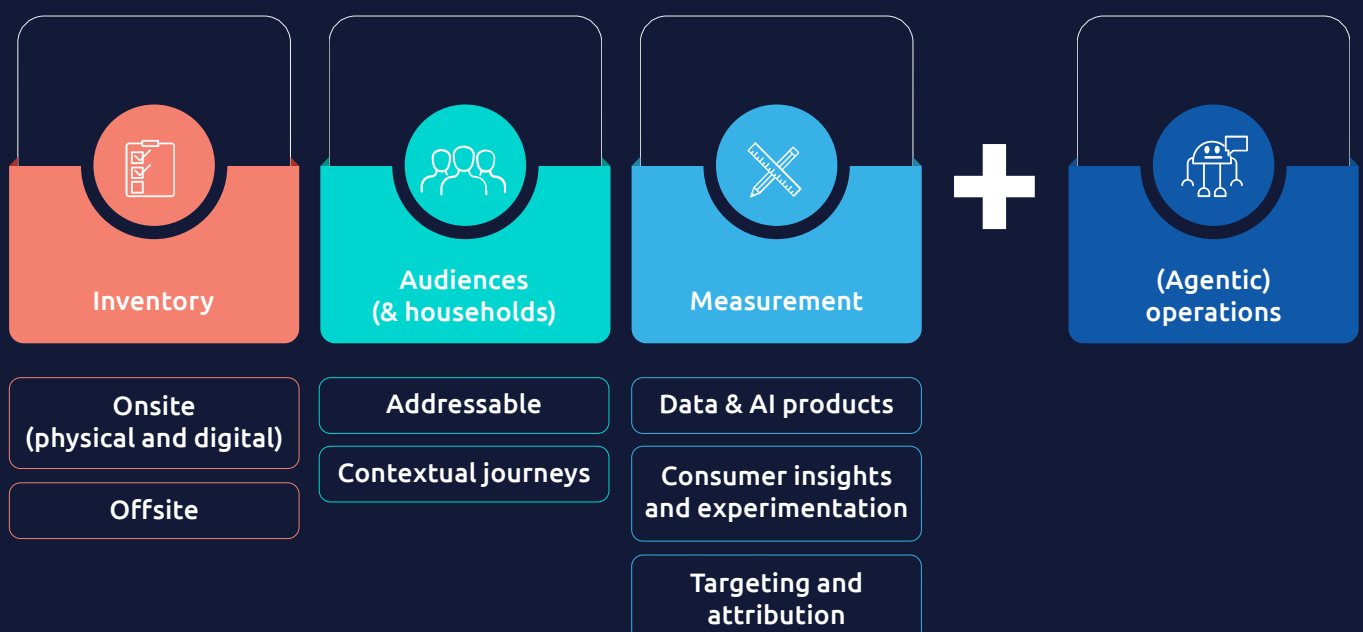 Inventory
Audiences
(& households)
Measurement
(Agentic)
operations
Onsite
(physical and digital)
Offsite
Addressable
Contextual journeys
Data & AI products
Consumer insights
and experimentation
Targeting and
attribution